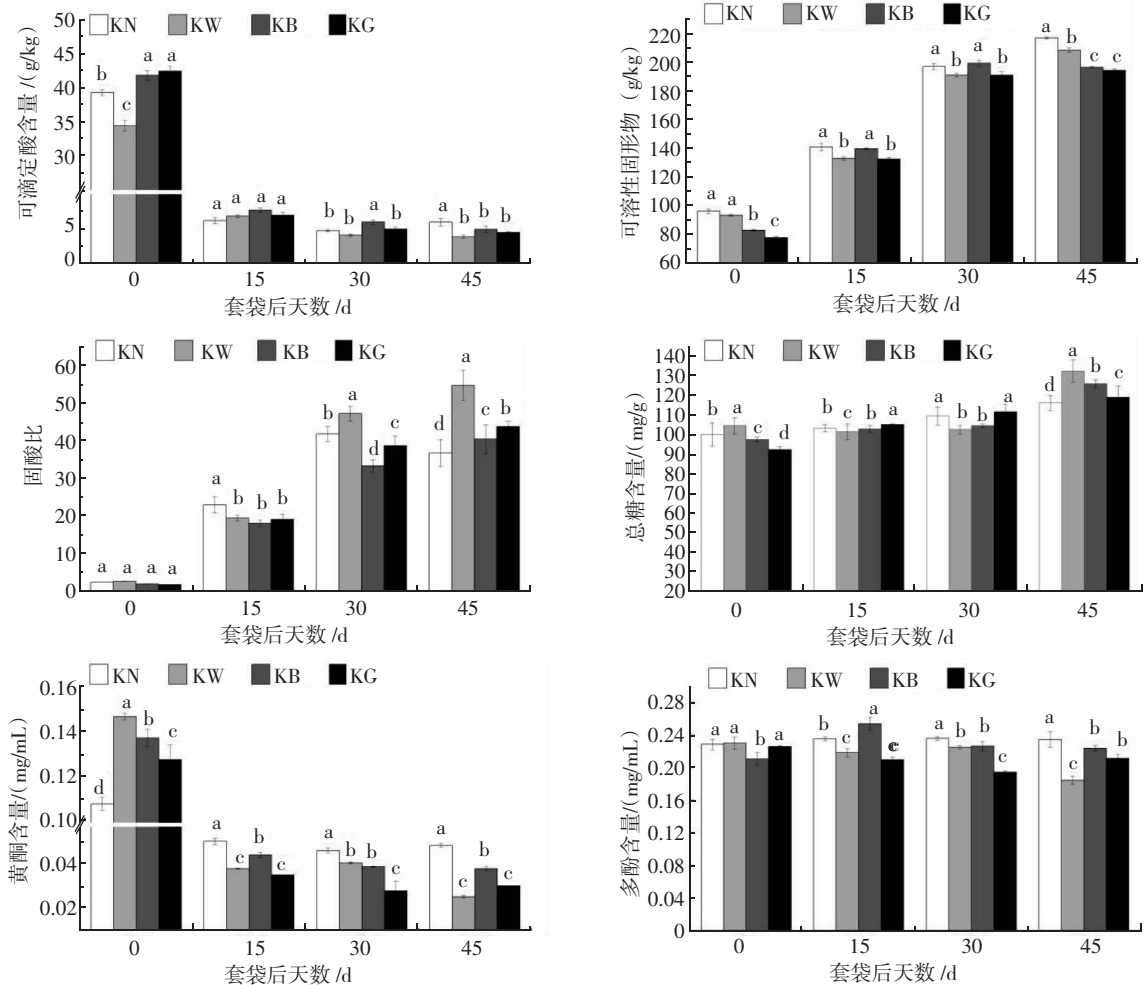 KN KW KB KG
可滴定酸含量/(g/kg)
50
45
40
35
30
5
0
b c a a
a a a a
b b a b
a b b b
0 15 30 45
套袋后天数/d
KN KW KB KG
可溶性固形物（g/kg）
220
200
180
160
140
120
100
80
60
a a b c
a b a b
a b a b
a b c c
0 15 30 45
套袋后天数/d
KN KW KB KG
固酸比
60
50
40
30
20
10
0
a a a a
a b b b
b a d c
d a c b
0 15 30 45
套袋后天数/d
KN KW KB KG
总糖含量/(mg/g)
140
130
120
110
100
90
80
70
60
50
40
30
20
b a c d
b c b a
a b b a
d a b c
0 15 30 45
套袋后天数/d
KN KW KB KG
黄酮含量/(mg/mL)
0.16
0.14
0.12
0.10
0.04
0.02
d a b c
a c b c
a b b c
a c b c
0 15 30 45
套袋后天数/d
KN KW KB KG
多酚含量/(mg/mL)
0.28
0.24
0.20
0.16
0.12
0.08
0.04
0
a a b a
b c a c
a b b c
a c b b
0 15 30 45
套袋后天数/d